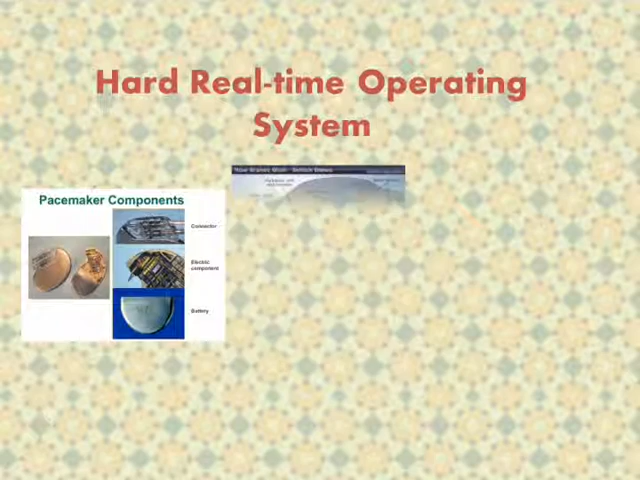 Hard Real-time Operating
System
Pacemaker Components
Connector
Electric
component
Battery